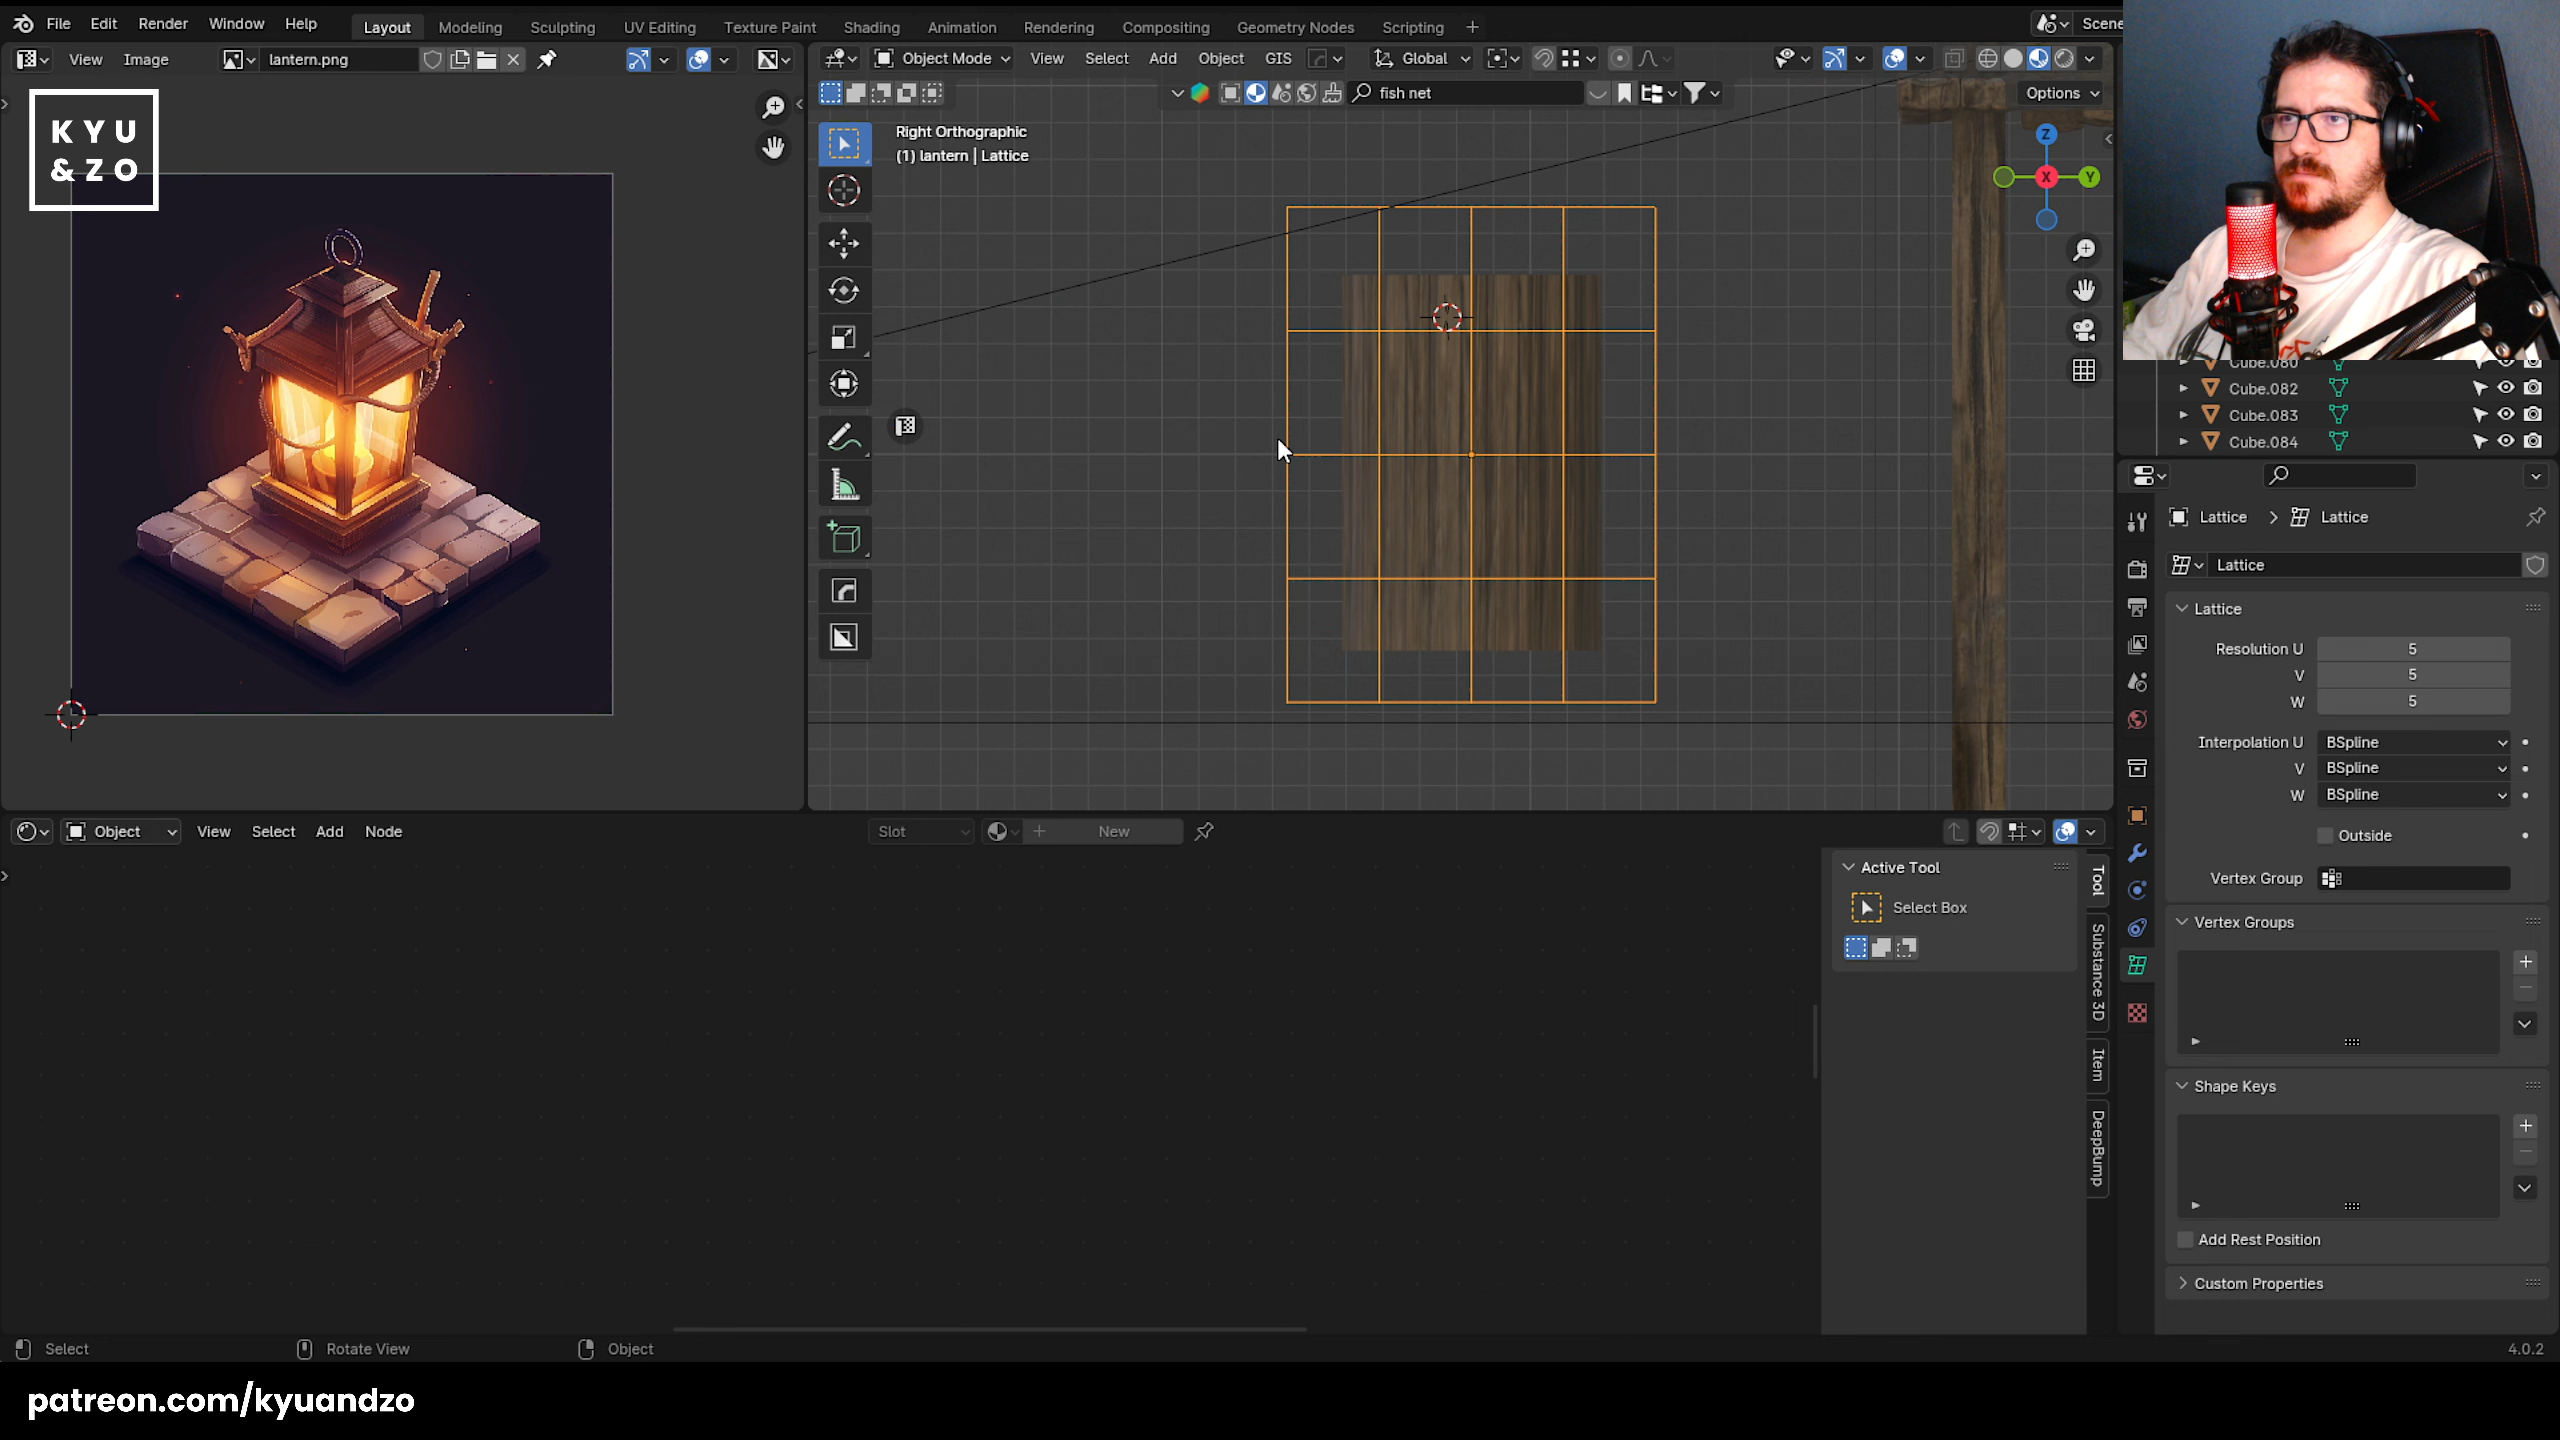 File Edit Render Window Help Layout Modeling Sculpting UV Editing Texture Paint Shading Animation Rendering Compositing Geometry Nodes Scripting Scene
View Image lantern.png Object Mode View Select Add Object GIS Global
fish net Options
KYU
&ZO
Right Orthographic
(1) lantern | Lattice
Z
X
Y
Cube.080
Cube.082
Cube.083
Cube.084
Lattice > Lattice
Lattice
Lattice
Resolution U 5
V 5
W 5
Interpolation U BSpline
V BSpline
W BSpline
Outside
Vertex Group
Vertex Groups
Shape Keys
Add Rest Position
Custom Properties
Object View Select Add Node Slot New
Active Tool
Select Box
Tool
Substance 3D
Item
DeepBump
Select Rotate View Object 4.0.2
patreon.com/kyuandzo